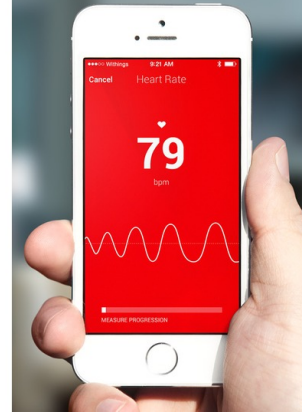 Withings 9:21 AM
Cancel Heart Rate
79
bpm
MEASURE PROGRESSION